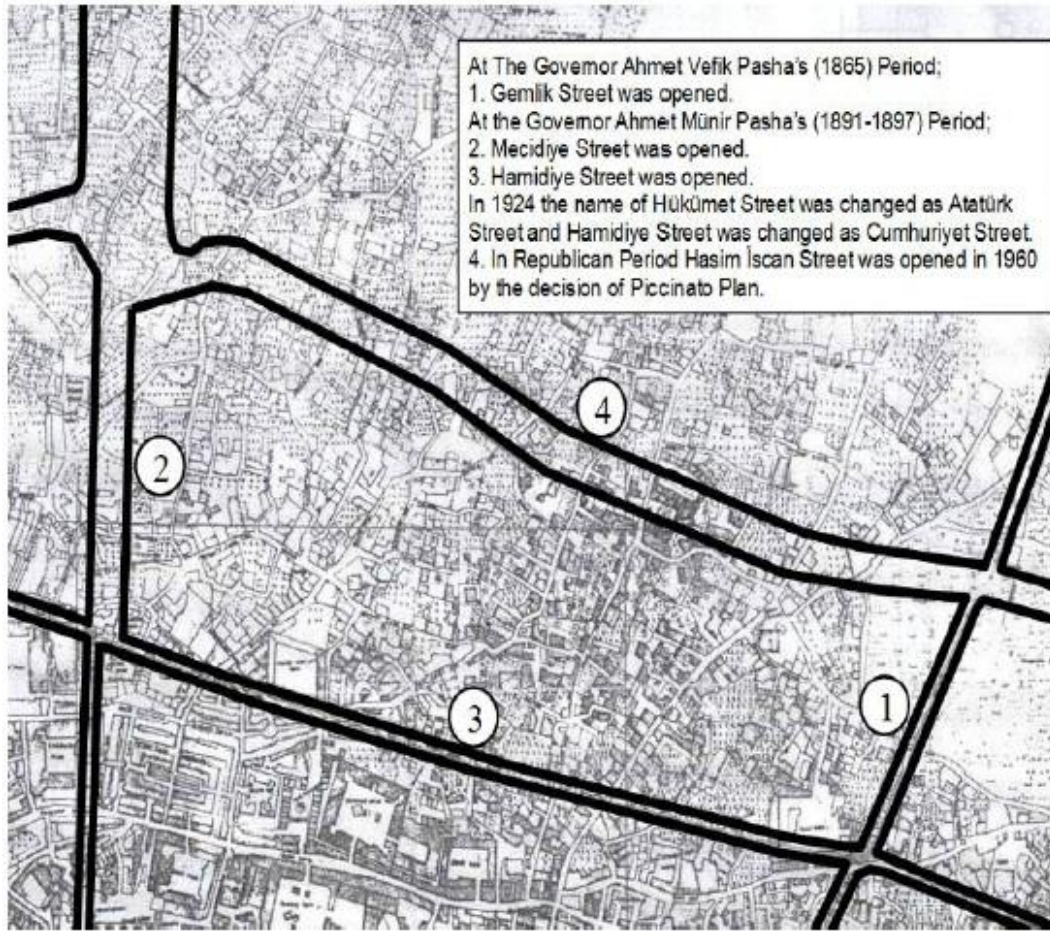 At The Governor Ahmet Vefik Pasha's (1865) Period;
1. Gemlik Street was opened.
At the Governor Ahmet Münir Pasha's (1891-1897) Period;
2. Mecidiye Street was opened.
3. Hamidiye Street was opened.
In 1924 the name of Hükümet Street was changed as Atatürk
Street and Hamidiye Street was changed as Cumhuriyet Street.
4. In Republican Period Hasim İscan Street was opened in 1960
by the decision of Piccinato Plan.
4
2
3
1